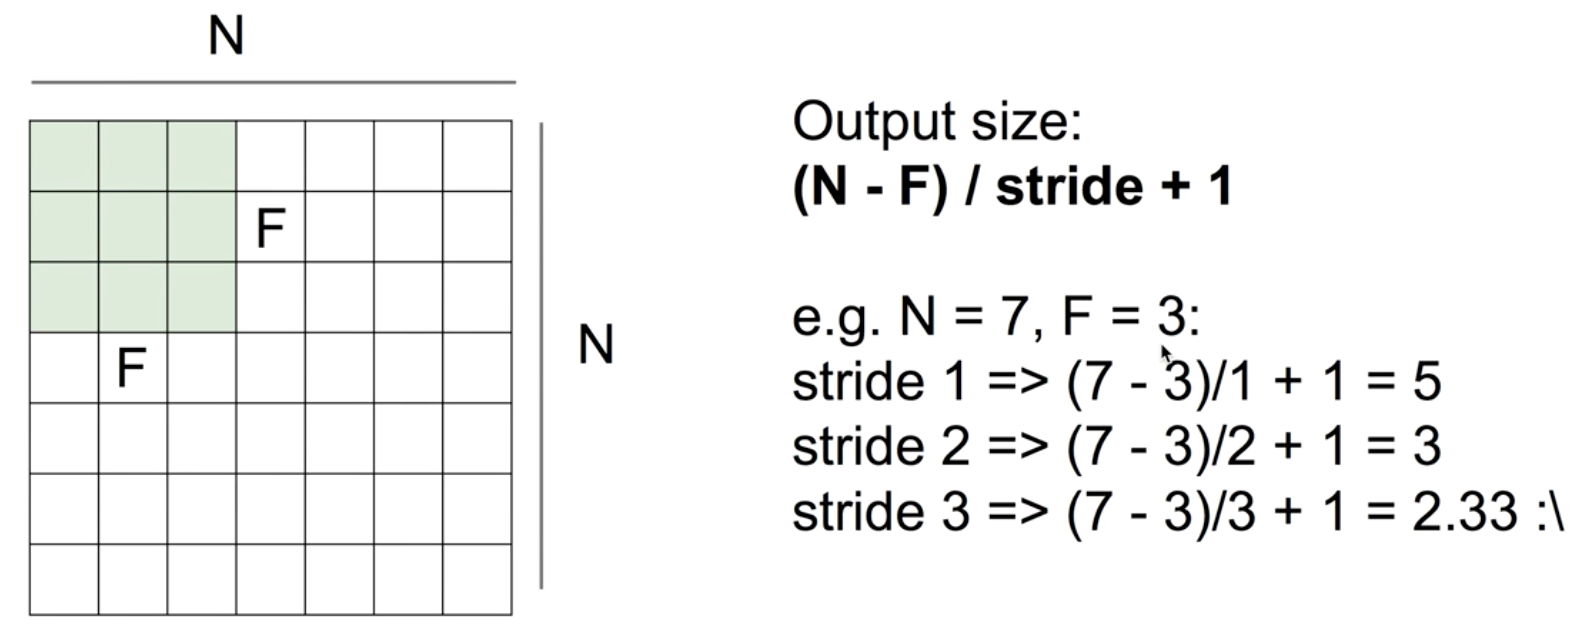 N
F
F
N
Output size:
(N - F) / stride + 1
e.g. N = 7, F = 3:
stride 1 => (7 - 3)/1 + 1 = 5
stride 2 => (7 - 3)/2 + 1 = 3
stride 3 => (7 - 3)/3 + 1 = 2.33 :\